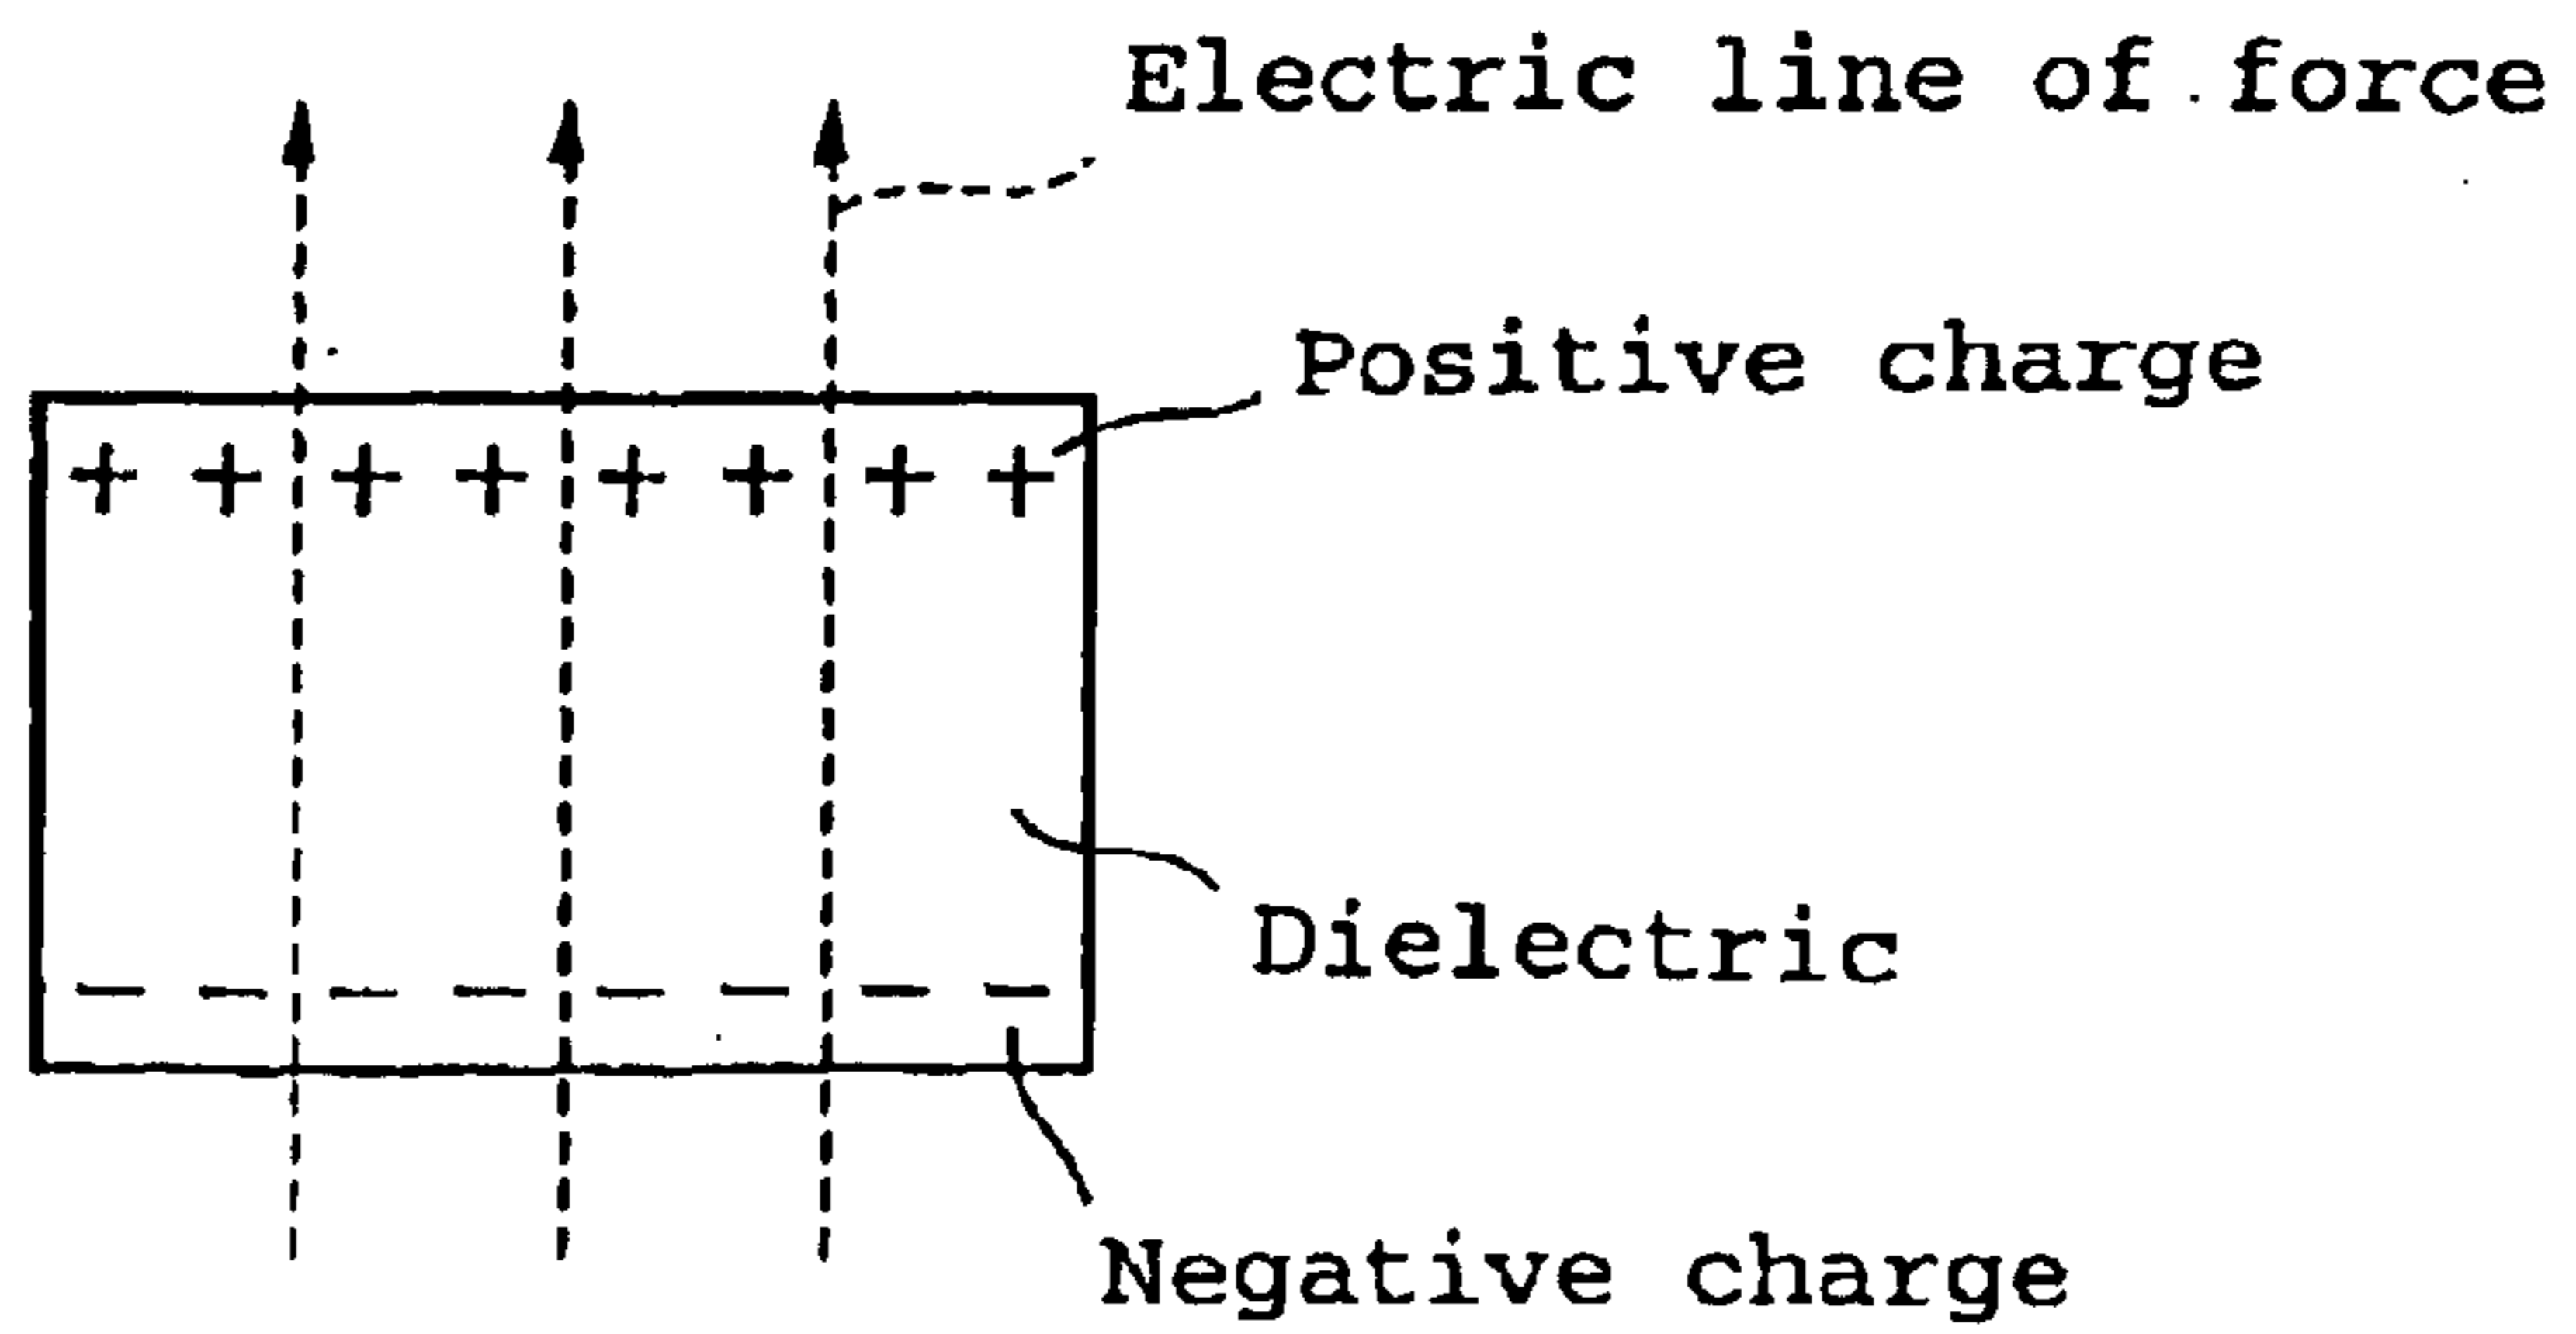 Electric line of force
Positive charge
+ + + + + + + +
Dielectric
- - - - - - - -
Negative charge